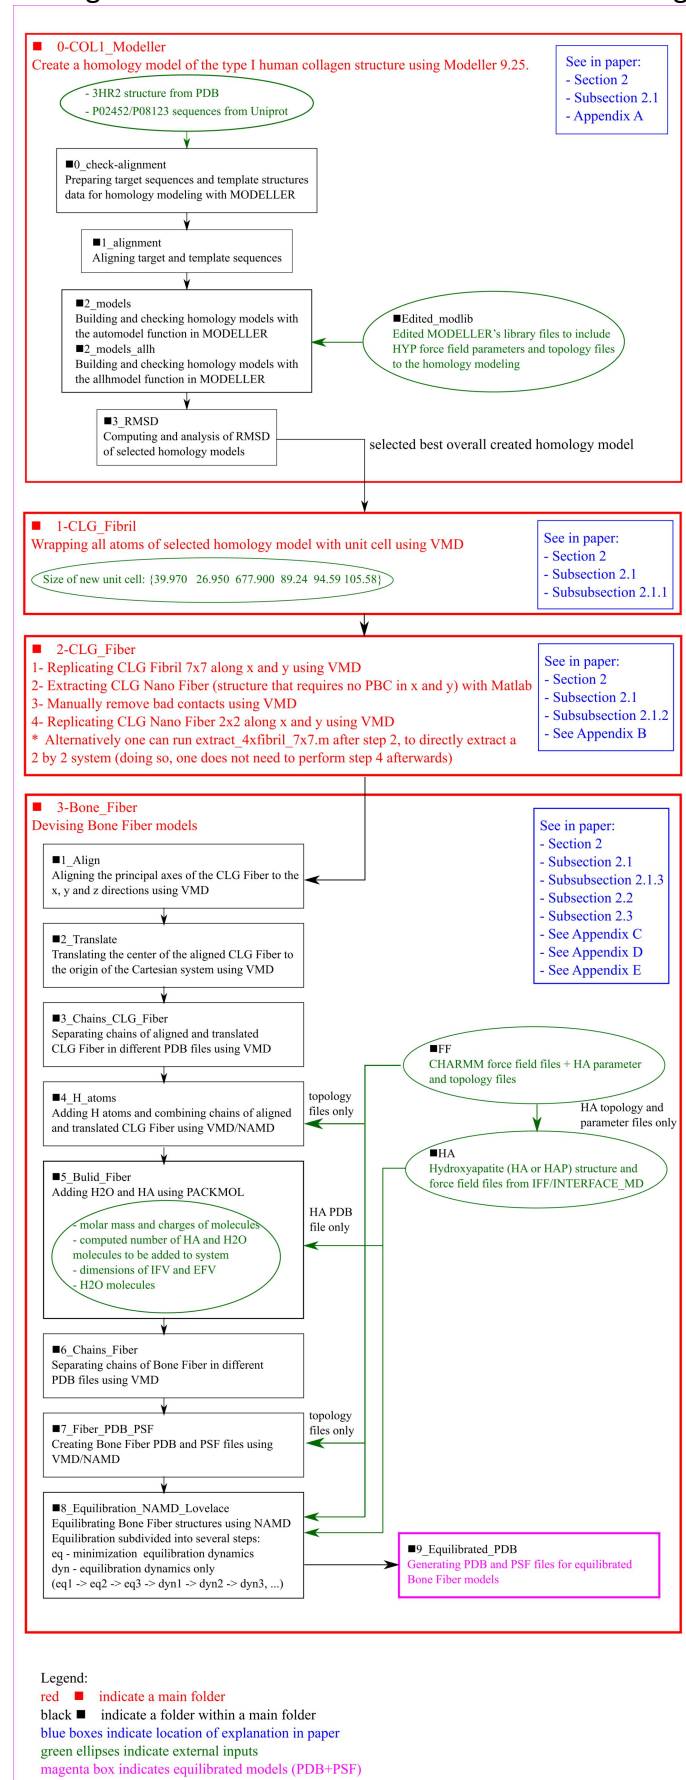 ■ 0-COL1_Modeller
Create a homology model of the type I human collagen structure using Modeller 9.25.
See in paper:
- Section 2
- Subsection 2.1
- Appendix A
- 3HR2 structure from PDB
- P02452/P08123 sequences from Uniprot
■0_check-alignment
Preparing target sequences and template structures
data for homology modeling with MODELLER
■1_alignment
Aligning target and template sequences
■2_models
Building and checking homology models with
the automodel function in MODELLER
■2_models_allh
Building and checking homology models with
the allhmodel function in MODELLER
■Edited_modlib
Edited MODELLER's library files to include
HYP force field parameters and topology files
to the homology modeling
■3_RMSD
Computing and analysis of RMSD
of selected homology models
selected best overall created homology model
■ 1-CLG_Fibril
Wrapping all atoms of selected homology model with unit cell using VMD
Size of new unit cell: {39.970 26.950 677.900 89.24 94.59 105.58}
See in paper:
- Section 2
- Subsection 2.1
- Subsubsection 2.1.1
■ 2-CLG_Fiber
1- Replicating CLG Fibril 7x7 along x and y using VMD
2- Extracting CLG Nano Fiber (structure that requires no PBC in x and y) with Matlab
3- Manually remove bad contacts using VMD
4- Replicating CLG Nano Fiber 2x2 along x and y using VMD
* Alternatively one can run extract_4xfibril_7x7.m after step 2, to directly extract a
2 by 2 system (doing so, one does not need to perform step 4 afterwards)
See in paper:
- Section 2
- Subsection 2.1
- Subsubsection 2.1.2
- See Appendix B
■ 3-Bone_Fiber
Devising Bone Fiber models
See in paper:
- Section 2
- Subsection 2.1
- Subsubsection 2.1.3
- Subsection 2.2
- Subsection 2.3
- See Appendix C
- See Appendix D
- See Appendix E
■1_Align
Aligning the principal axes of the CLG Fiber to the
x, y and z directions using VMD
■2_Translate
Translating the center of the aligned CLG Fiber to
the origin of the Cartesian system using VMD
■3_Chains_CLG_Fiber
Separating chains of aligned and translated
CLG Fiber in different PDB files using VMD
■FF
CHARMM force field files + HA parameter
and topology files
■4_H_atoms
Adding H atoms and combining chains of aligned
and translated CLG Fiber using VMD/NAMD
topology
files only
HA topology and
parameter files only
■HA
Hydroxyapatite (HA or HAP) structure and
force field files from IFF/INTERFACE_MD
■5_Bulid_Fiber
Adding H2O and HA using PACKMOL
- molar mass and charges of molecules
- computed number of HA and H2O
molecules to be added to system
- dimensions of IFV and EFV
- H2O molecules
HA PDB
file only
■6_Chains_Fiber
Separating chains of Bone Fiber in different
PDB files using VMD
■7_Fiber_PDB_PSF
Creating Bone Fiber PDB and PSF files using
VMD/NAMD
topology
files only
■8_Equilibration_NAMD_Lovelace
Equilibrating Bone Fiber structures using NAMD
Equilibration subdivided into several steps:
eq - minimization equilibration dynamics
dyn - equilibration dynamics only
(eq1 -> eq2 -> eq3 -> dyn1 -> dyn2 -> dyn3, ...)
■9_Equilibrated_PDB
Generating PDB and PSF files for equilibrated
Bone Fiber models
Legend:
red ■ indicate a main folder
black ■ indicate a folder within a main folder
blue boxes indicate location of explanation in paper
green ellipses indicate external inputs
magenta box indicates equilibrated models (PDB+PSF)